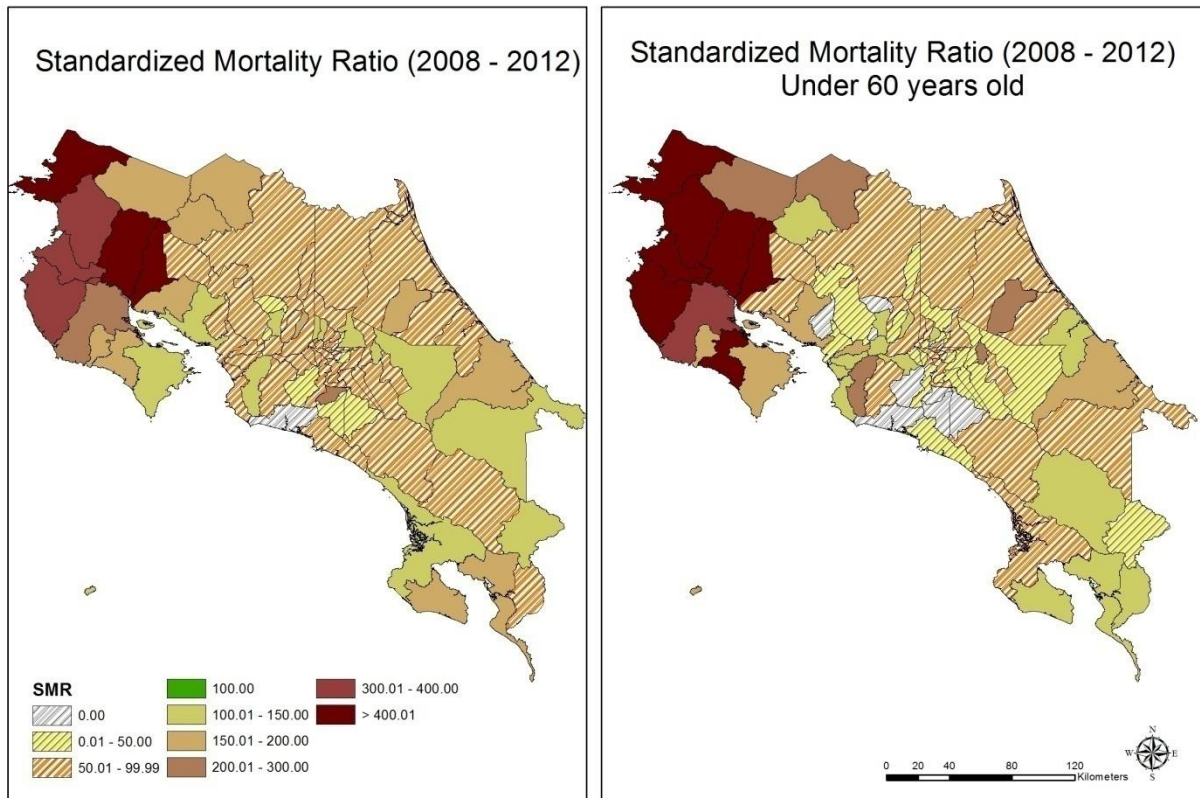 Standardized Mortality Ratio (2008 - 2012)
SMR
0.00
0.01 - 50.00
50.01 - 99.99
100.00
100.01 - 150.00
150.01 - 200.00
200.01 - 300.00
300.01 - 400.00
> 400.01
Standardized Mortality Ratio (2008 - 2012)
Under 60 years old
N
W E
S
0 20 40 80 120
Kilometers